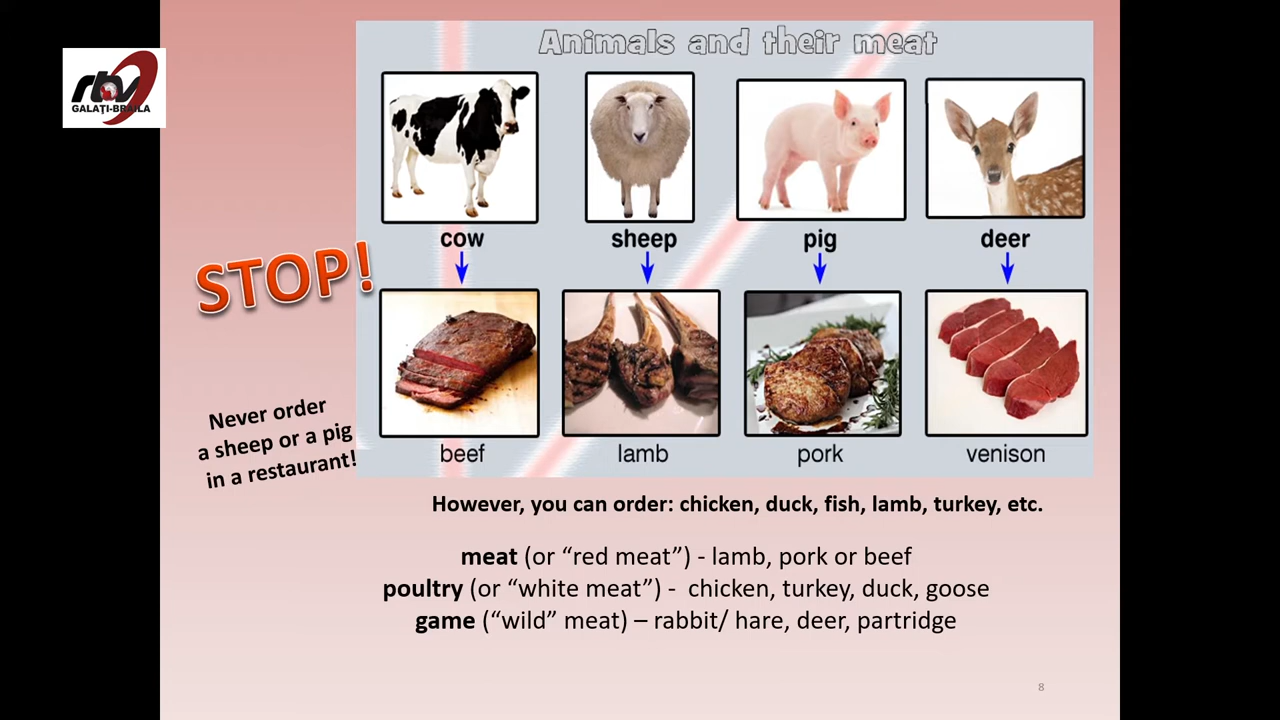 rtv
GALAȚI-BRĂILA
Animals and their meat
cow sheep pig deer
STOP!
beef lamb pork venison
Never order
a sheep or a pig
in a restaurant!
However, you can order: chicken, duck, fish, lamb, turkey, etc.
meat (or “red meat”) - lamb, pork or beef
poultry (or “white meat”) - chicken, turkey, duck, goose
game (“wild” meat) – rabbit/ hare, deer, partridge
8